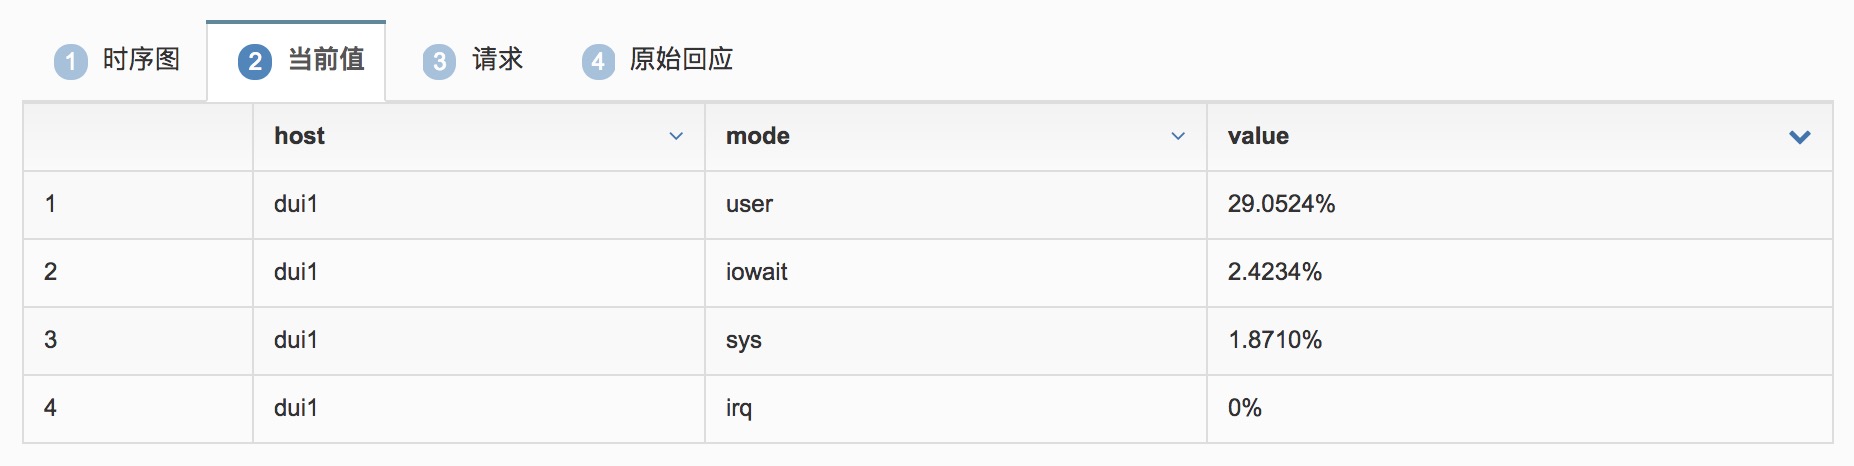 1 时序图 2 当前值 3 请求 4 原始回应
host mode value
1 dui1 user 29.0524%
2 dui1 iowait 2.4234%
3 dui1 sys 1.8710%
4 dui1 irq 0%